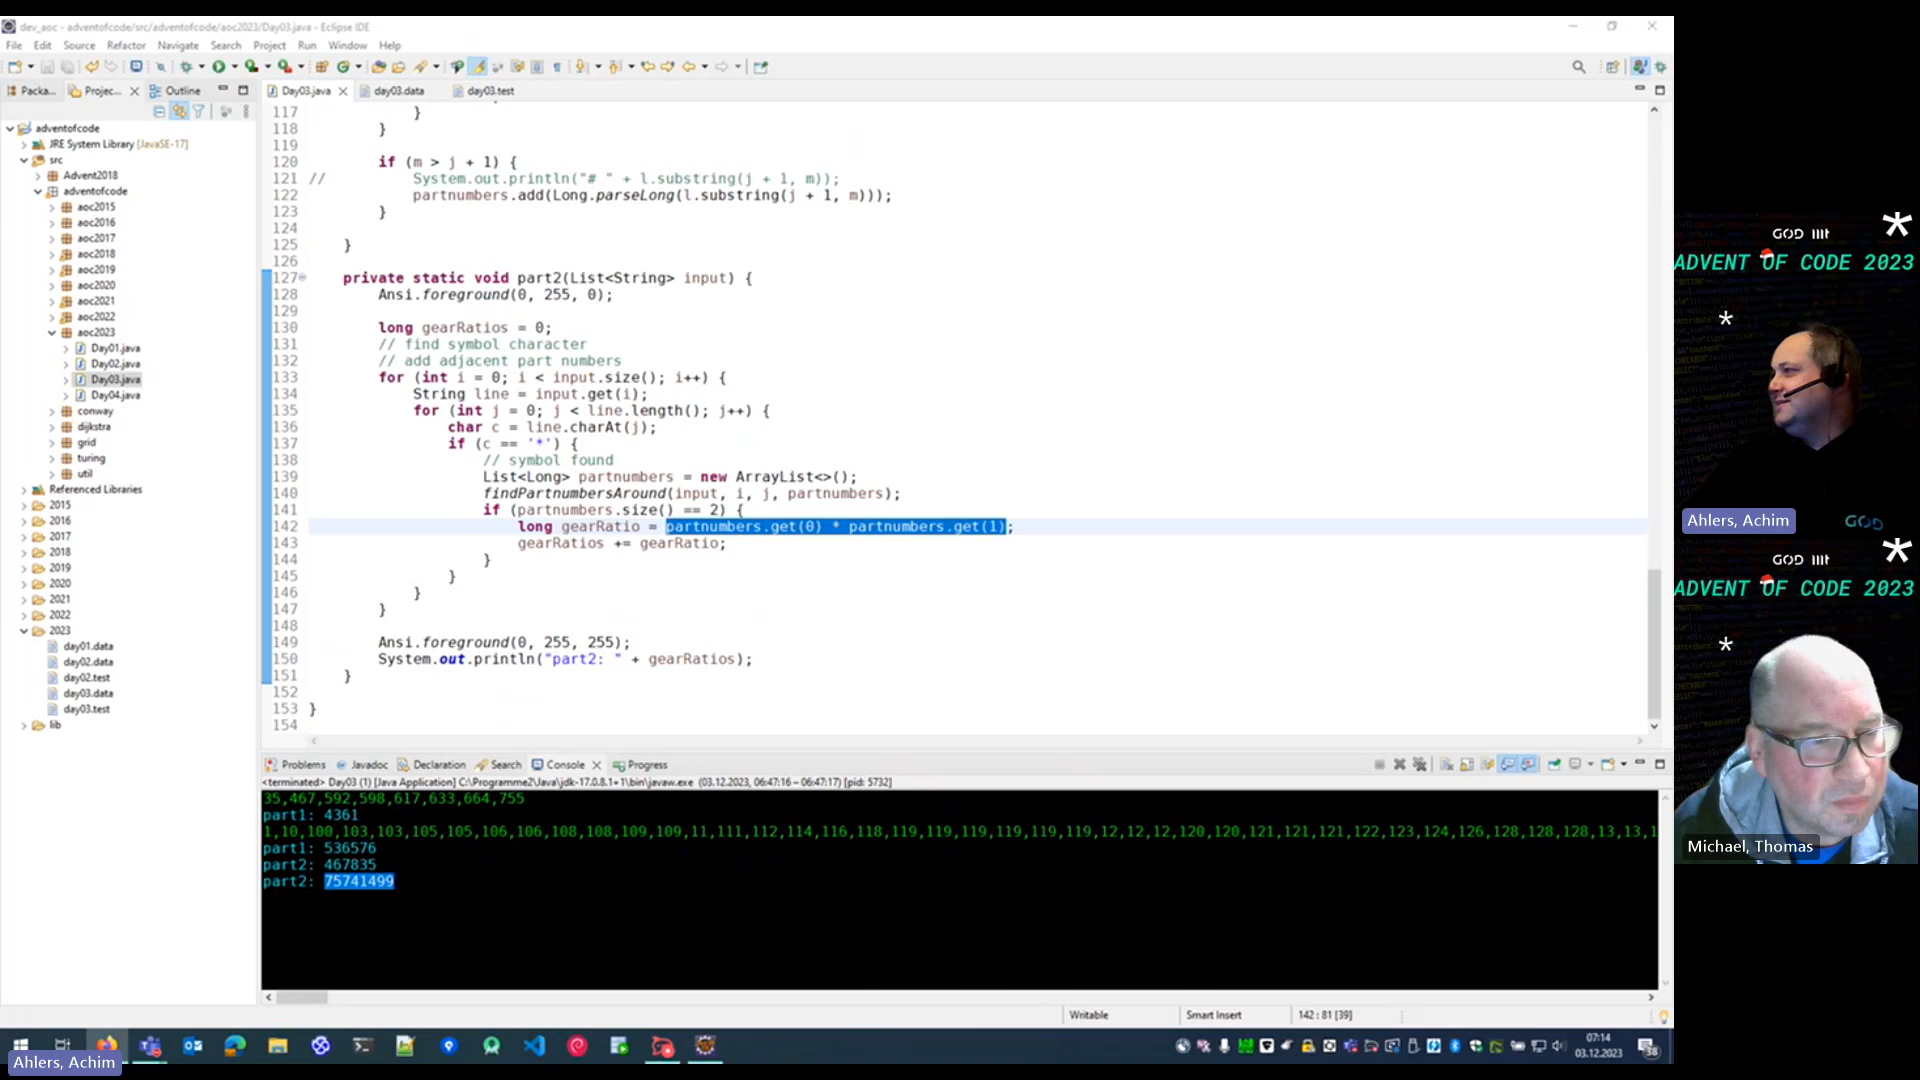 dev_aoc - adventofcode/src/adventofcode/aoc2023/Day03.java - Eclipse IDE
File Edit Source Refactor Navigate Search Project Run Window Help
Packa... Projec... Outline
Day03.java day03.data day03.test
adventofcode
JRE System Library [JavaSE-17]
src
Advent2018
adventofcode
aoc2015
aoc2016
aoc2017
aoc2018
aoc2019
aoc2020
aoc2021
aoc2022
aoc2023
Day01.java
Day02.java
Day03.java
Day04.java
conway
dijkstra
grid
turing
util
Referenced Libraries
2015
2016
2017
2018
2019
2020
2021
2022
2023
day01.data
day02.data
day02.test
day03.data
day03.test
lib
117 }
118 }
119
120 if (m > j + 1) {
121 // System.out.println("# " + l.substring(j + 1, m));
122 partnumbers.add(Long.parseLong(l.substring(j + 1, m)));
123 }
124
125 }
126
127 private static void part2(List<String> input) {
128 Ansi.foreground(0, 255, 0);
129
130 long gearRatios = 0;
131 // find symbol character
132 // add adjacent part numbers
133 for (int i = 0; i < input.size(); i++) {
134 String line = input.get(i);
135 for (int j = 0; j < line.length(); j++) {
136 char c = line.charAt(j);
137 if (c == '*') {
138 // symbol found
139 List<Long> partnumbers = new ArrayList<>();
140 findPartnumbersAround(input, i, j, partnumbers);
141 if (partnumbers.size() == 2) {
142 long gearRatio = partnumbers.get(0) * partnumbers.get(1);
143 gearRatios += gearRatio;
144 }
145 }
146 }
147 }
148
149 Ansi.foreground(0, 255, 255);
150 System.out.println("part2: " + gearRatios);
151 }
152
153 }
154
Problems Javadoc Declaration Search Console Progress
<terminated> Day03 (1) [Java Application] C:\Programme2\Java\jdk-17.0.8.1+1\bin\javaw.exe (03.12.2023, 06:47:16 – 06:47:17) [pid: 5732]
35,467,592,598,617,633,664,755
part1: 4361
1,10,100,103,103,105,105,106,106,108,108,109,109,11,111,112,114,116,118,119,119,119,119,119,119,12,12,12,120,120,121,121,121,122,123,124,126,128,128,128,13,13,1
part1: 536576
part2: 467835
part2: 75741499
Writable Smart Insert 142 : 81 [39]
07:14
03.12.2023
38
Ahlers, Achim
GOD
ADVENT OF CODE 2023
Ahlers, Achim
GOD
GOD
ADVENT OF CODE 2023
Michael, Thomas